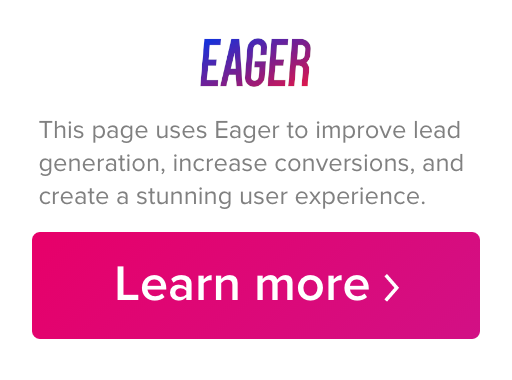 EAGER
This page uses Eager to improve lead
generation, increase conversions, and
create a stunning user experience.
Learn more >